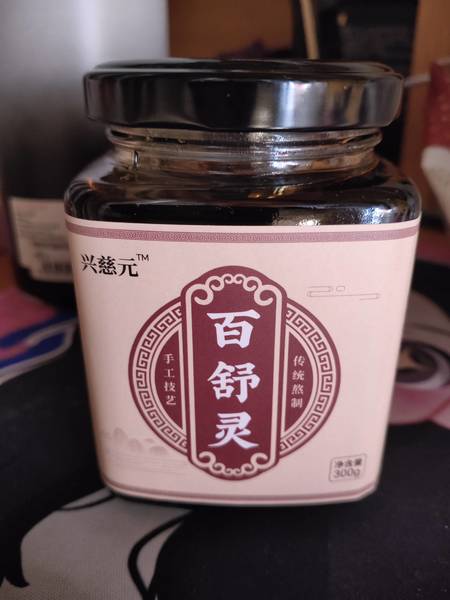 兴慈元™
百舒灵
手工技艺
传统熬制
净含量
300g